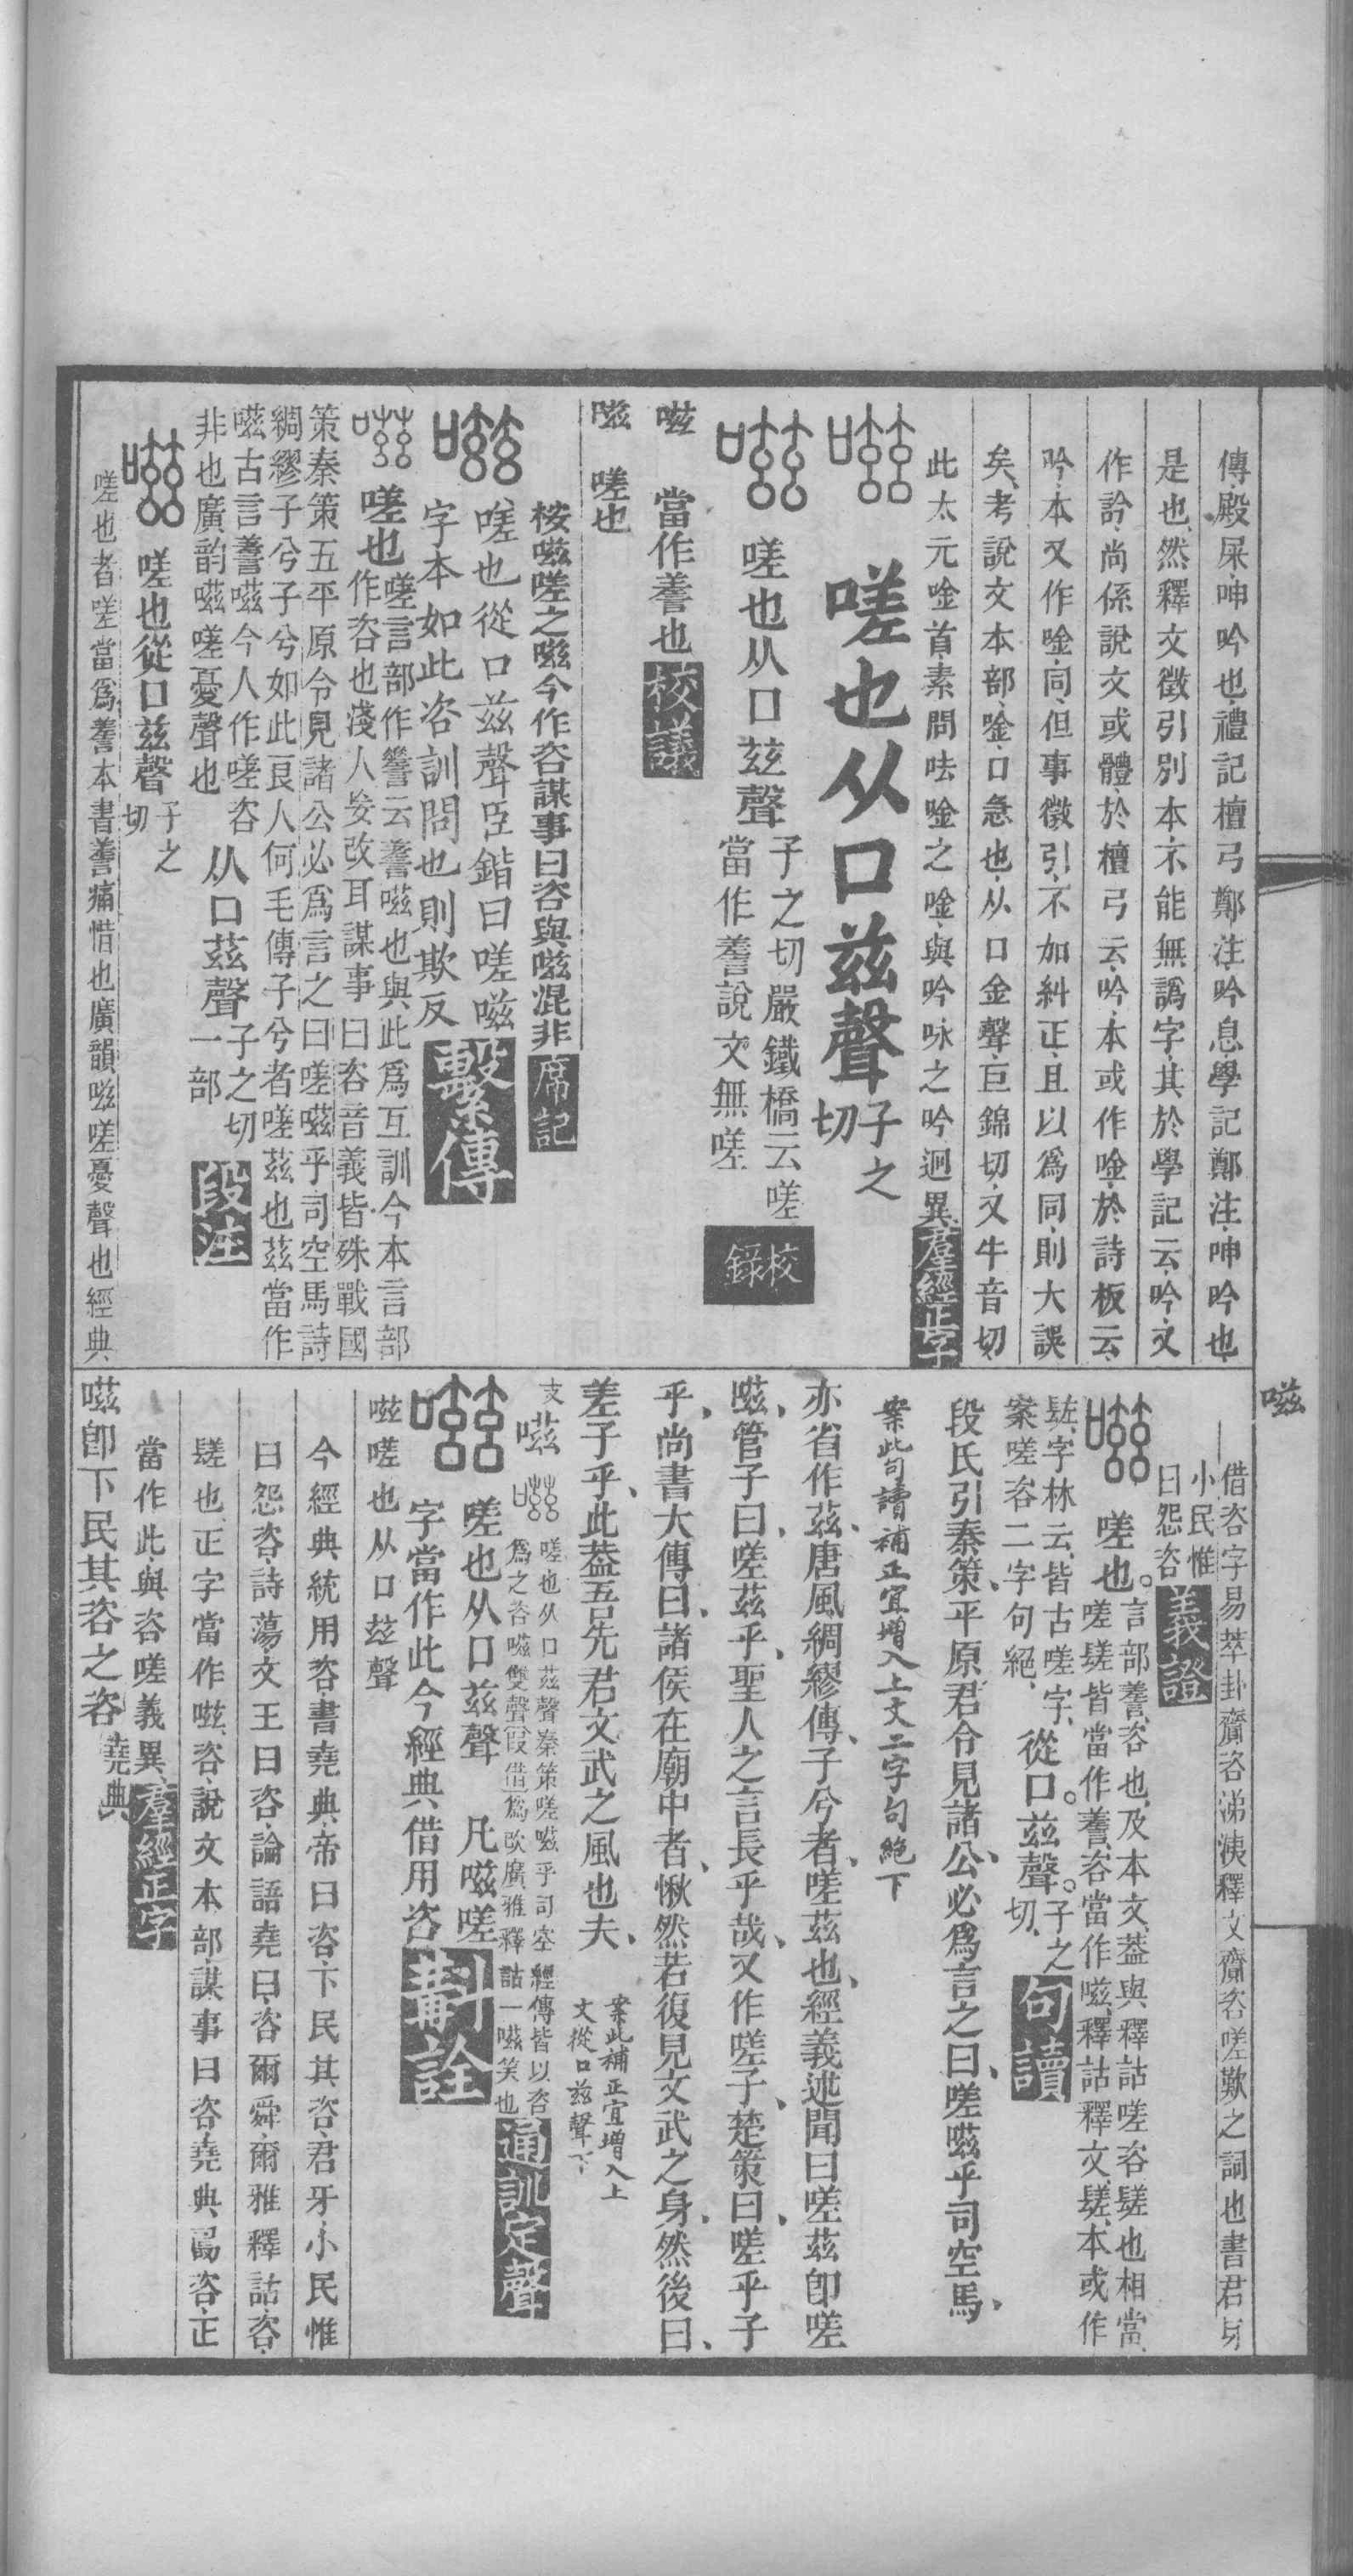 傳殿屎呻吟也禮記檀弓鄭注吟息學記鄭注呻吟也
是也然釋文徵引別本不能無譌字其於學記云吟又
作訡尚係說文或體於檀弓云吟本或作唫於詩板云
吟本又作唫同但事徵引不加糾正且以爲同則大誤
矣考說文本部唫口急也从口金聲巨錦切又牛音切
此太元唫首素問呿唫之唫與吟咏之吟迥異羣經正字
嗞 嗟也从口茲聲子之切
嗞 嗟也从口玆聲子之切嚴鐵橋云嗟
當作䜺說文無嗟校錄
嗞 當作䜺也校議
嗞 嗟也
桉嗞嗟之嗞今作咨謀事曰咨與嗞混非席記
嗞 嗟也從口茲聲臣鍇曰嗟嗞
字本如此咨訓問也則欺反繫傳
嗞 嗟也嗟言部作䜺云䜺嗞也與此爲互訓今本言部
作咨也淺人妄改耳謀事曰咨音義皆殊戰國
策秦策五平原令見諸公必爲言之曰嗟嗞乎司空馬詩
綢繆子兮子兮如此良人何毛傳子兮者嗟茲也茲當作
嗞古言䜺嗞今人作嗟咨
非也廣韵嗞嗟憂聲也从口茲聲子之切
一部段注
嗞 嗟也從口茲聲子之
切
嗟也者嗟當爲䜺本書䜺痛惜也廣韻嗞嗟憂聲也經典
嗞
借咨字易萃卦齎咨涕洟釋文齎咨嗟歎之詞也書君牙
小民惟
曰怨咨義證
嗞 嗟也。言部䜺咨也及本文葢與釋詁嗟咨䰈也相當
嗟䰈皆當作䜺咨當作嗞釋詁釋文䰈本或作
䰈字林云皆古嗟字
案嗟咨二字句絕從口。茲聲。子之
切句讀
段氏引秦策平原君令見諸公必爲言之曰嗟嗞乎司空馬
案此句讀補正宜增入上文二字句絕下
亦省作茲唐風綢繆傳子兮者嗟茲也經義述聞曰嗟茲卽嗟
嗞管子曰嗟茲乎聖人之言長乎哉又作嗟子楚策曰嗟乎子
乎尚書大傳曰諸侯在廟中者愀然若復見文武之身然後曰
差子乎此葢吾先君文武之風也夫 案此補正宜增入上
文從口茲聲下
支嗞 嗟也从口茲聲秦策嗟嗞乎司空 經傳皆以咨
爲之咨嗞雙聲叚借爲欭廣雅釋詁一嗞笑也通訓定聲
嗞 嗟也从口茲聲 凡嗞嗟
字當作此今經典借用咨斠詮
嗞嗟也从口茲聲
今經典統用咨書堯典帝曰咨下民其咨君牙小民惟
曰怨咨詩蕩文王曰咨論語堯曰咨爾舜爾雅釋詁咨
䰈也正字當作嗞咨說文本部謀事曰咨堯典曷咨正
當作此與咨嗟義異羣經正字
嗞卽下民其咨之咨堯典